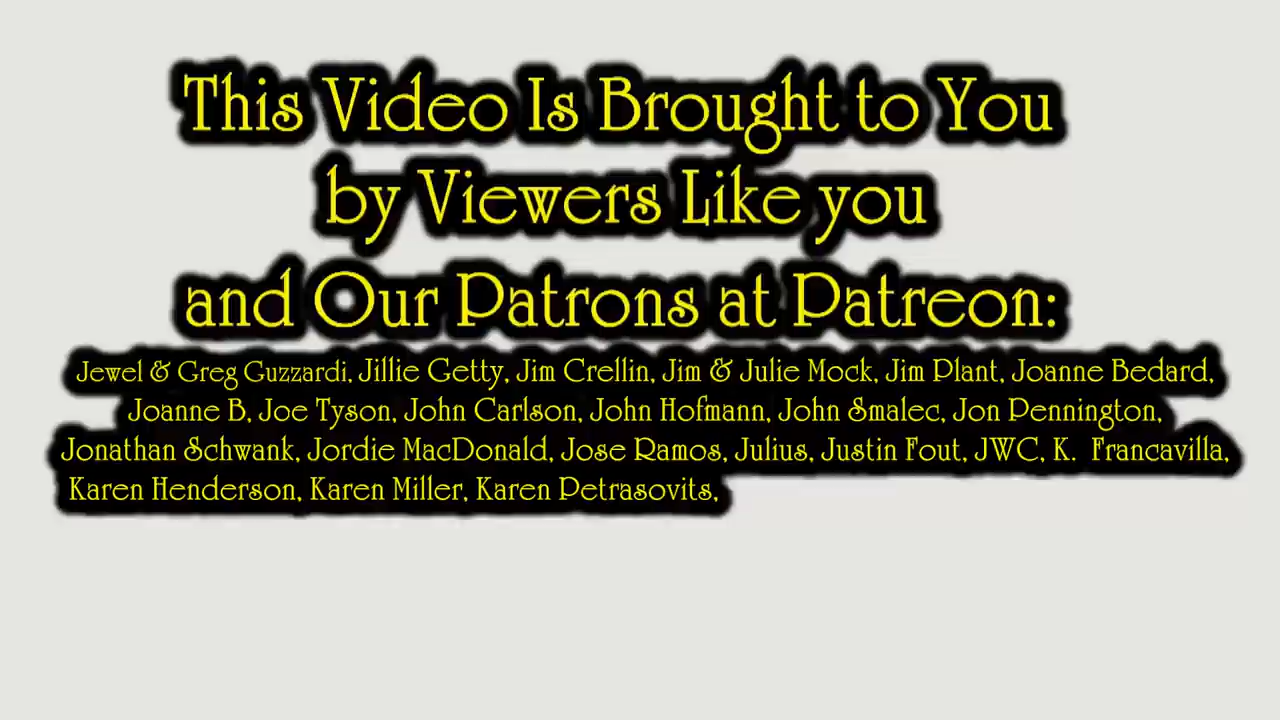 This Video Is Brought to You
by Viewers Like you
and Our Patrons at Patreon:
Jewel & Greg Guzzardi, Jillie Getty, Jim Crellin, Jim & Julie Mock, Jim Plant, Joanne Bedard,
Joanne B, Joe Tyson, John Carlson, John Hofmann, John Smalec, Jon Pennington,
Jonathan Schwank, Jordie MacDonald, Jose Ramos, Julius, Justin Fout, JWC, K.  Francavilla,
Karen Henderson, Karen Miller, Karen Petrasovits,